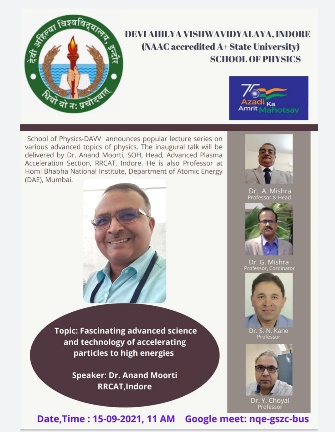 देवी अहिल्या विश्वविद्यालय, इन्दौर
धियो यो नः प्रचोदयात्
DEVI AHILYA VISHWAVIDYALAYA, INDORE
(NAAC accredited A+ State University)
SCHOOL OF PHYSICS
75
Azadi Ka
Amrit Mahotsav
School of Physics-DAVV announces popular lecture series on
various advanced topics of physics. The inaugural talk will be
delivered by Dr. Anand Moorti, SOH, Head, Advanced Plasma
Acceleration Section, RRCAT, Indore. He is also Professor at
Hom. Bhabha National Institute, Department of Atomic Energy
(DAE), Mumbai.
Dr. A. Mishra
Professor & Head
Dr. G. Mishra
Professor, Cordinator
Dr. S. N. Kane
Professor
Dr. Y. Choyal
Professor
Topic: Fascinating advanced science
and technology of accelerating
particles to high energies
Speaker: Dr. Anand Moorti
RRCAT,Indore
Date,Time : 15-09-2021, 11 AM Google meet: nqe-gszc-bus